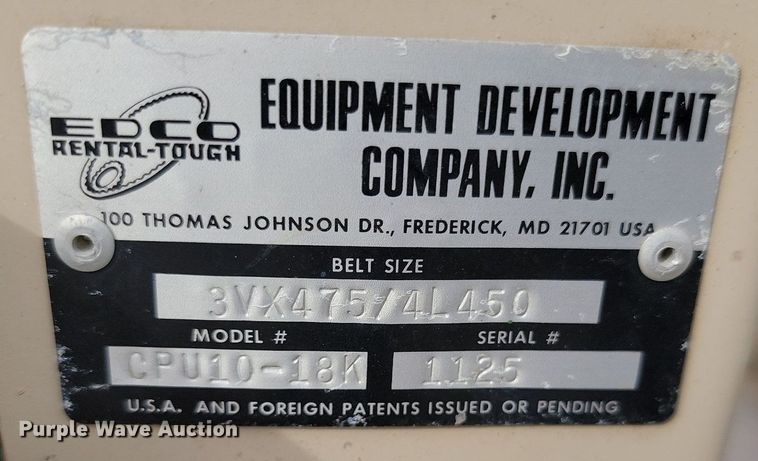 EDCO
RENTAL-TOUGH
EQUIPMENT DEVELOPMENT
COMPANY, INC.
100 THOMAS JOHNSON DR., FREDERICK, MD 21701 USA
BELT SIZE
3VX475/4L450
MODEL #
SERIAL #
CPU10-18K
1125
U.S.A. AND FOREIGN PATENTS ISSUED OR PENDING
Purple Wave Auction